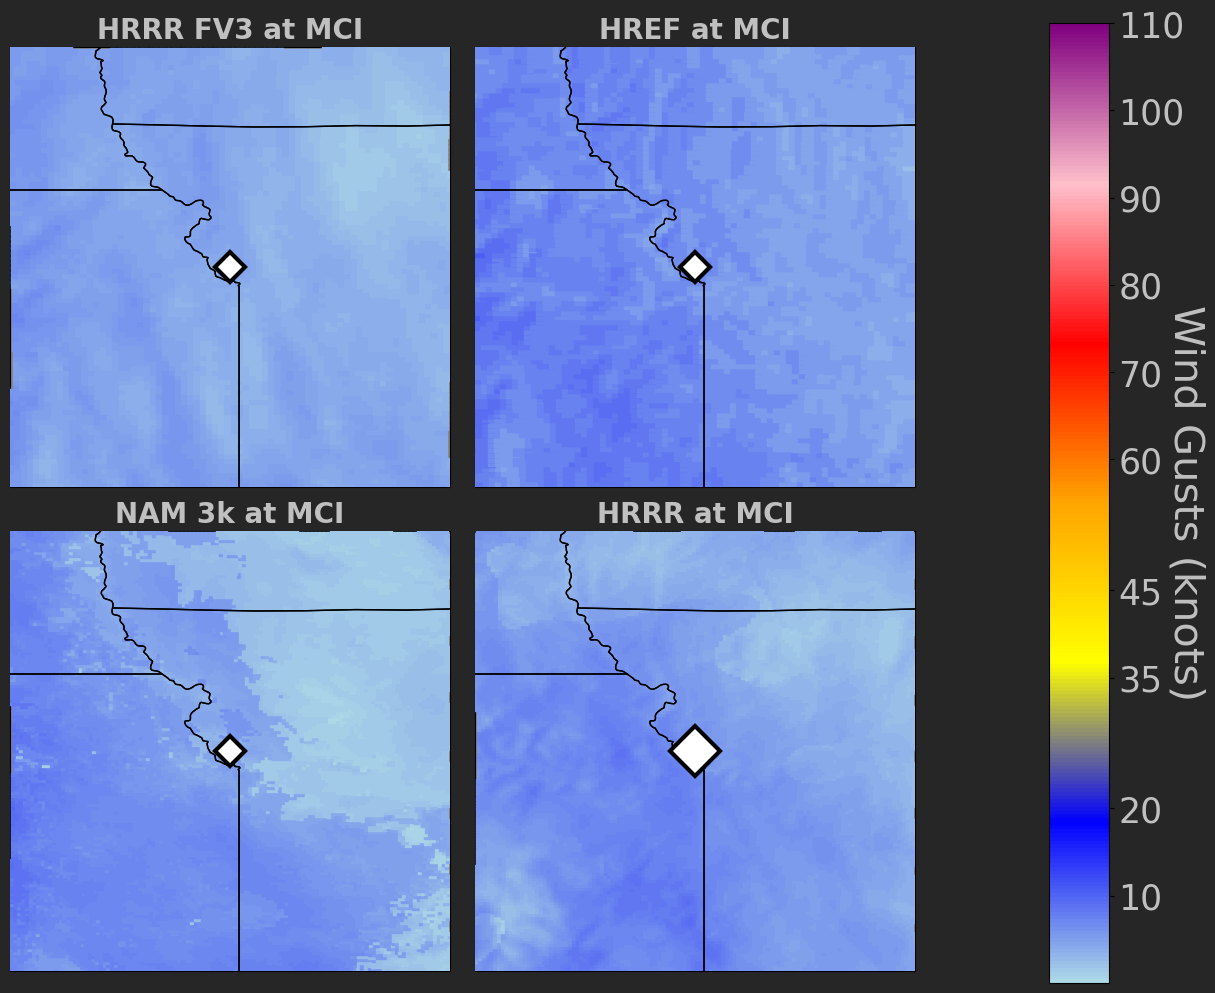 HRRR FV3 at MCI
HREF at MCI
NAM 3k at MCI
HRRR at MCI
110
100
90
80
70
60
45
35
20
10
Wind Gusts (knots)